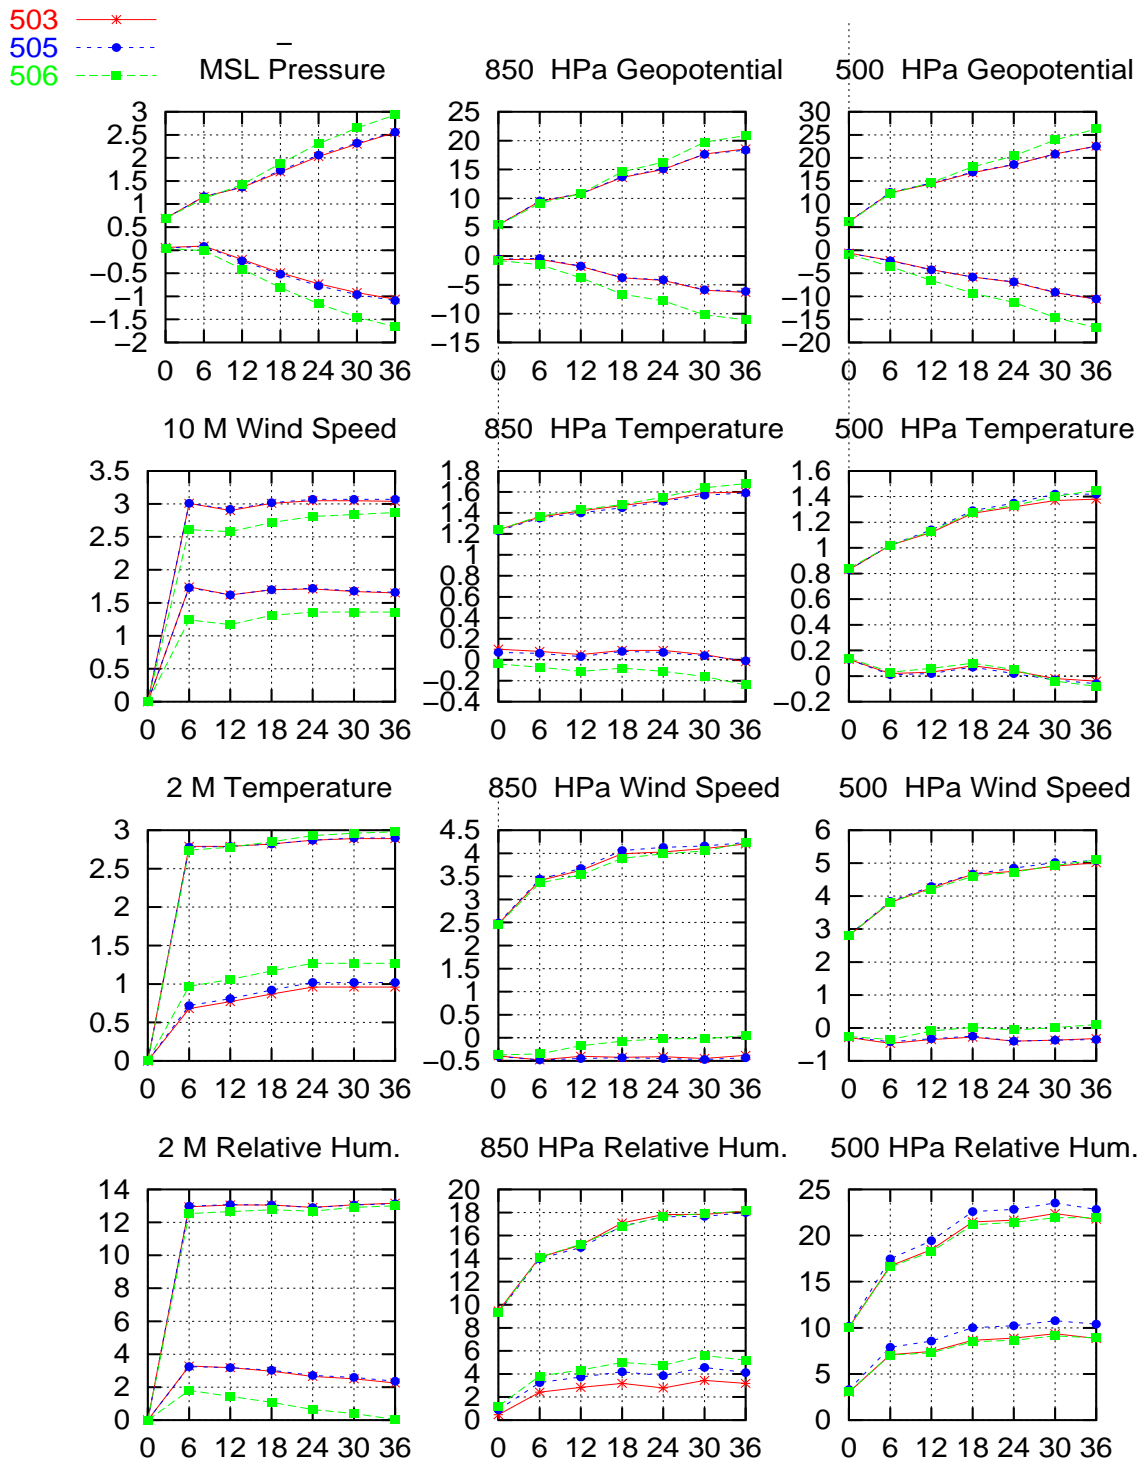 503
505
506
MSL Pressure 850 HPa Geopotential 500 HPa Geopotential
3 25 30
2.5 20 25
2 15 20
1.5 10 15
1 5 10
0.5 0 5
0 −5 0
−0.5 −10 −5
−1 −15 −10
−1.5 −15
−2 −20
0 6 12 18 24 30 36 0 6 12 18 24 30 36 0 6 12 18 24 30 36
10 M Wind Speed 850 HPa Temperature 500 HPa Temperature
3.5 1.8 1.6
3 1.6 1.4
2.5 1.4 1.2
2 1.2 1
1.5 1 0.8
1 0.8 0.6
0.5 0.6 0.4
0 0.4 0.2
0.2 0
0 −0.2
−0.2
−0.4
0 6 12 18 24 30 36 0 6 12 18 24 30 36 0 6 12 18 24 30 36
2 M Temperature 850 HPa Wind Speed 500 HPa Wind Speed
3 4.5 6
2.5 4 5
2 3.5 4
1.5 3 3
1 2.5 2
0.5 2 1
0 1.5 0
1 −1
0.5
0
−0.5
0 6 12 18 24 30 36 0 6 12 18 24 30 36 0 6 12 18 24 30 36
2 M Relative Hum. 850 HPa Relative Hum. 500 HPa Relative Hum.
14 20 25
12 18 20
10 16 15
8 14 10
6 12 5
4 10 0
2 8
0 6
4
2
0
0 6 12 18 24 30 36 0 6 12 18 24 30 36 0 6 12 18 24 30 36